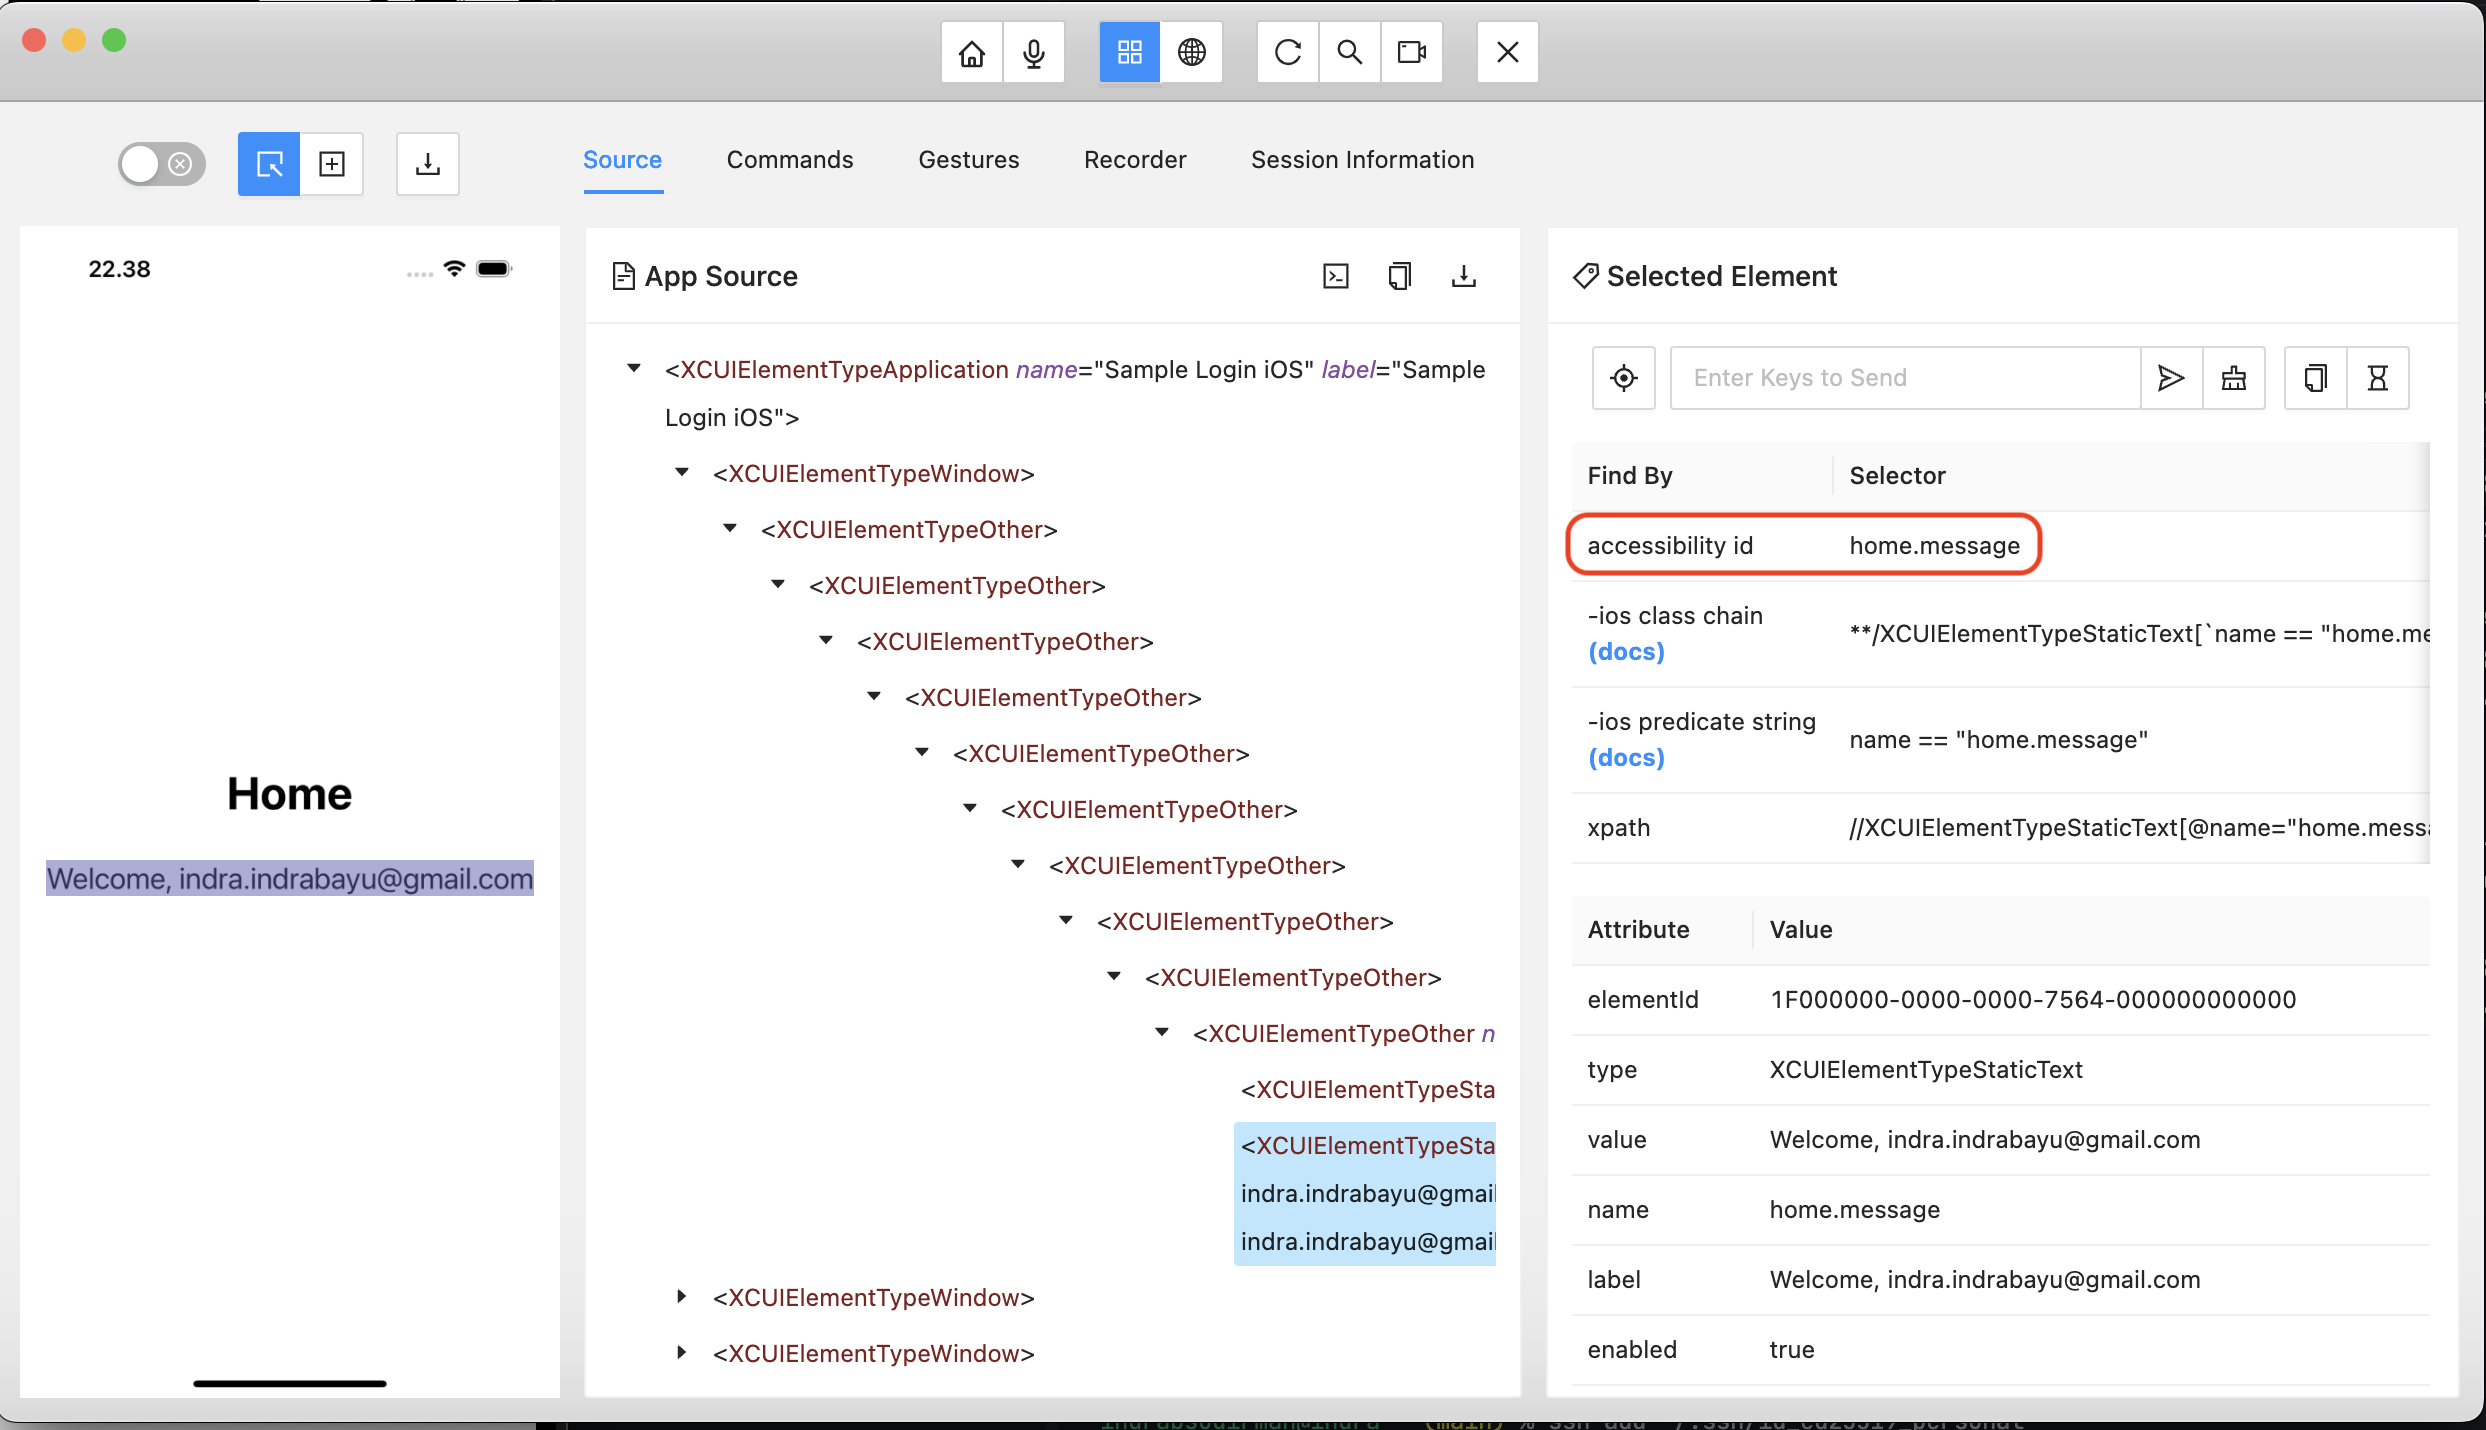 Source
Commands
Gestures
Recorder
Session Information
22.38
Home
Welcome, indra.indrabayu@gmail.com
App Source
<XCUIElementTypeApplication name="Sample Login iOS" label="Sample
Login iOS">
<XCUIElementTypeWindow>
<XCUIElementTypeOther>
<XCUIElementTypeOther>
<XCUIElementTypeOther>
<XCUIElementTypeOther>
<XCUIElementTypeOther>
<XCUIElementTypeOther>
<XCUIElementTypeOther>
<XCUIElementTypeOther>
<XCUIElementTypeOther>
<XCUIElementTypeOther n
<XCUIElementTypeSta
<XCUIElementTypeSta
indra.indrabayu@gmail
indra.indrabayu@gmail
<XCUIElementTypeWindow>
<XCUIElementTypeWindow>
Selected Element
Enter Keys to Send
Find By Selector
accessibility id home.message
-ios class chain
(docs)
**/XCUIElementTypeStaticText[`name == "home.me
-ios predicate string
(docs)
name == "home.message"
xpath //XCUIElementTypeStaticText[@name="home.messa
Attribute Value
elementId 1F000000-0000-0000-7564-000000000000
type XCUIElementTypeStaticText
value Welcome, indra.indrabayu@gmail.com
name home.message
label Welcome, indra.indrabayu@gmail.com
enabled true